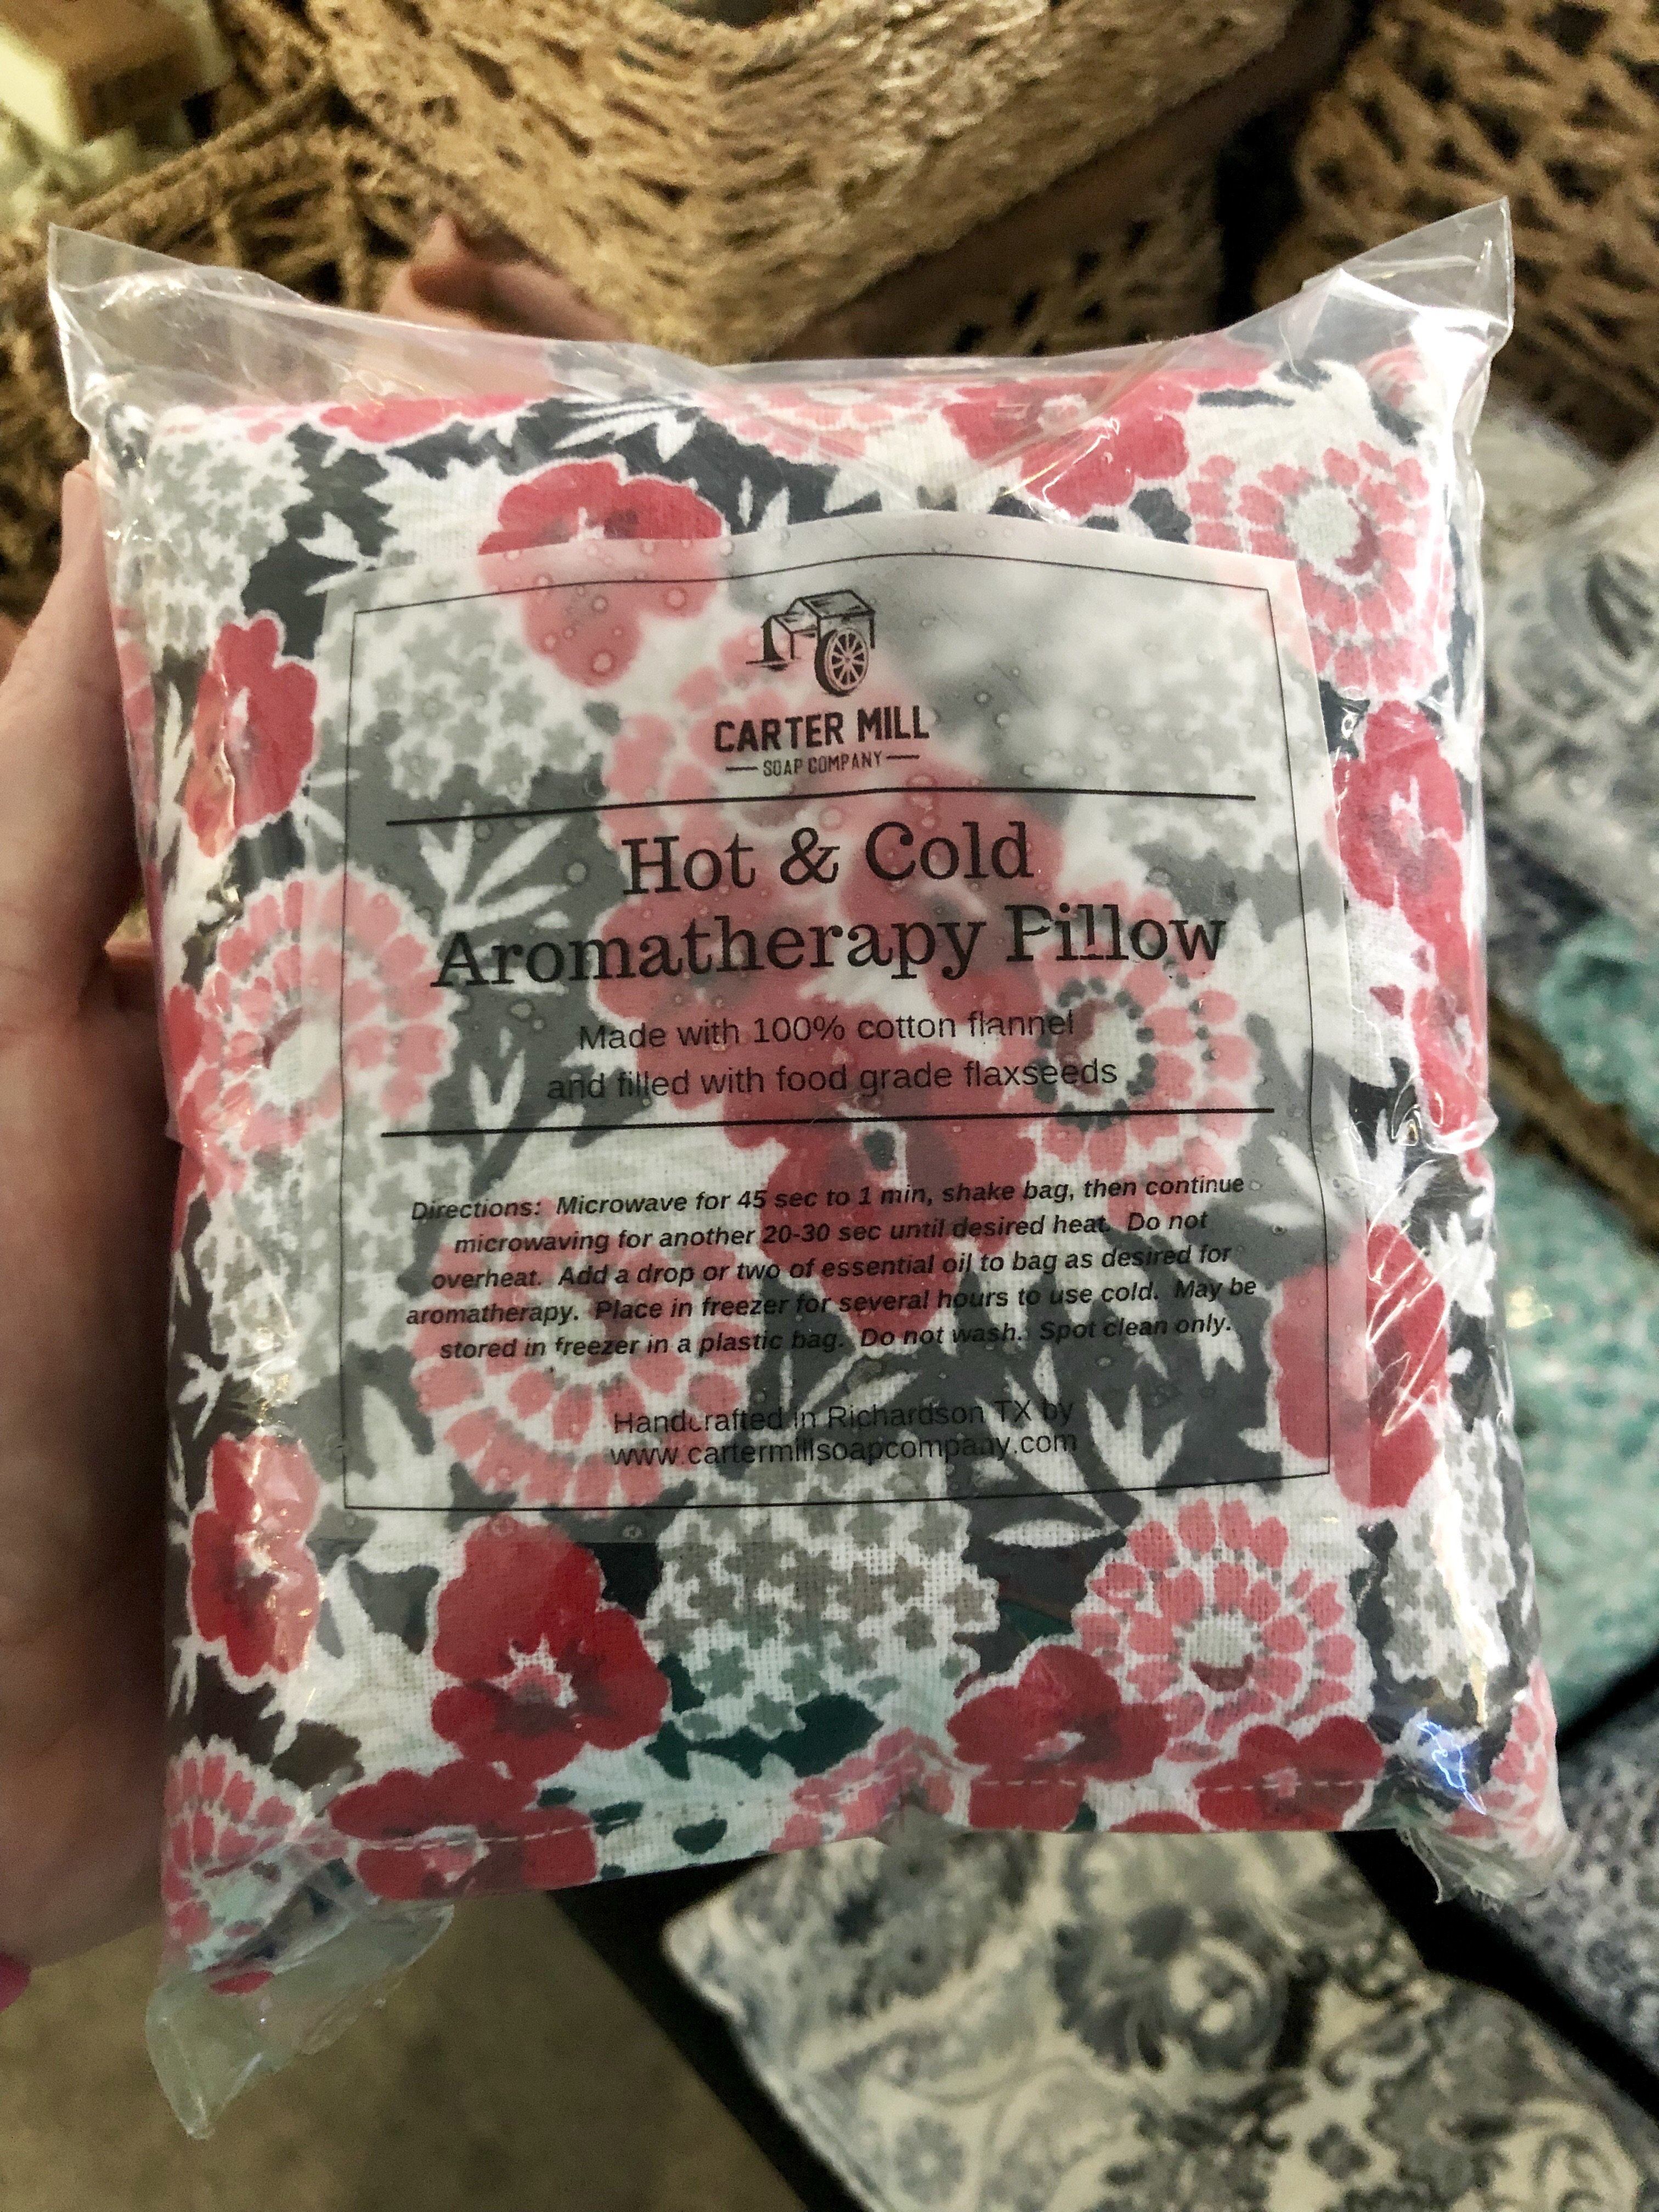 CARTER MILL
SOAP COMPANY
Hot & Cold
Aromatherapy Pillow
Made with 100% cotton flannel
and filled with food grade flaxseeds
Directions: Microwave for 45 sec to 1 min, shake bag, then continue
microwaving for another 20-30 sec until desired heat. Do not
overheat. Add a drop or two of essential oil to bag as desired for
aromatherapy. Place in freezer for several hours to use cold. May be
stored in freezer in a plastic bag. Do not wash. Spot clean only.
Handcrafted in Richardson TX by
www.cartermillsoapcompany.com